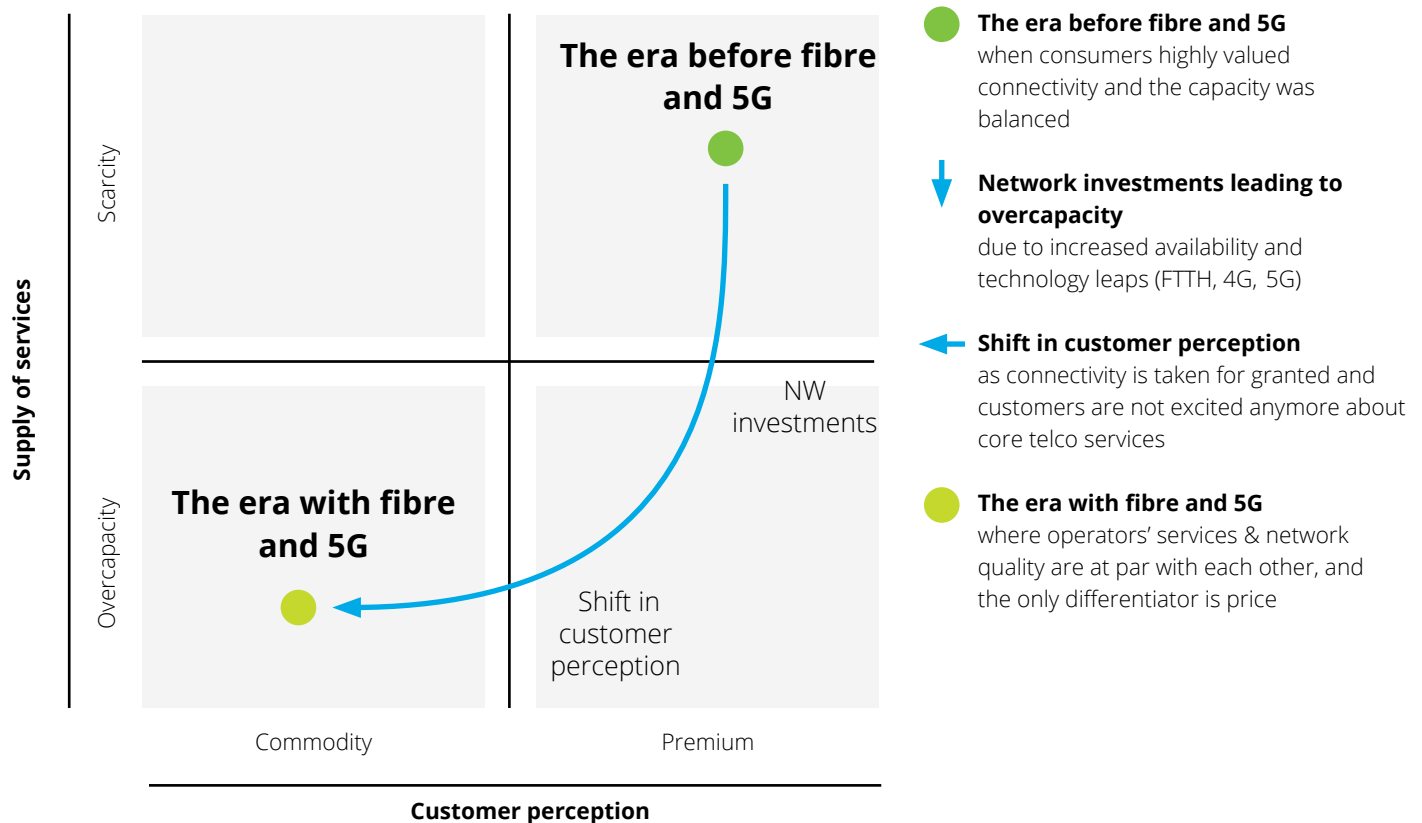 Supply of services
Scarcity
Overcapacity
The era before fibre
and 5G
NW
investments
The era with fibre
and 5G
Shift in
customer
perception
Commodity
Premium
Customer perception
The era before fibre and 5G
when consumers highly valued
connectivity and the capacity was
balanced
Network investments leading to
overcapacity
due to increased availability and
technology leaps (FTTH, 4G, 5G)
Shift in customer perception
as connectivity is taken for granted and
customers are not excited anymore about
core telco services
The era with fibre and 5G
where operators’ services & network
quality are at par with each other, and
the only differentiator is price